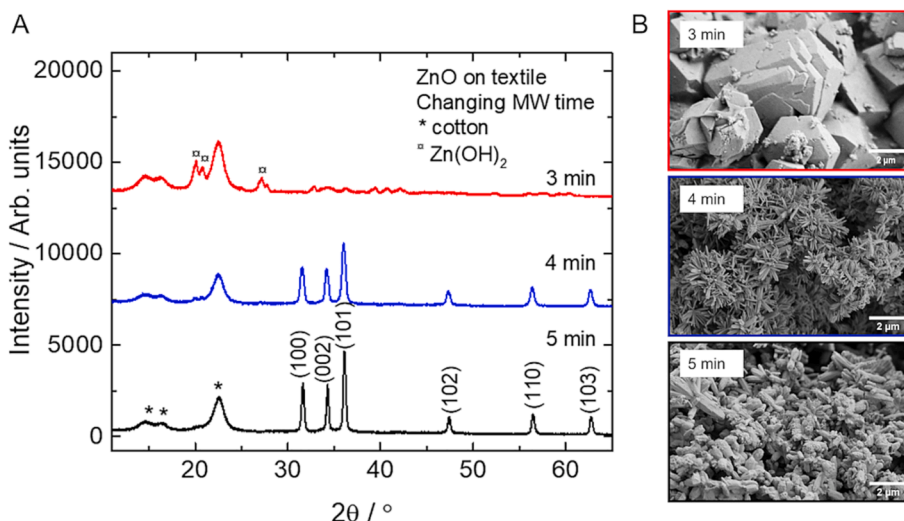 A
B
20000
15000
10000
5000
0
Intensity / Arb. units
ZnO on textile
Changing MW time
* cotton
¤ Zn(OH)2
¤ ¤
¤
3 min
4 min
5 min
(100)
(002)
(101)
(102)
(110)
(103)
* *
*
20 30 40 50 60
2θ / °
3 min
2 µm
4 min
2 µm
5 min
2 µm